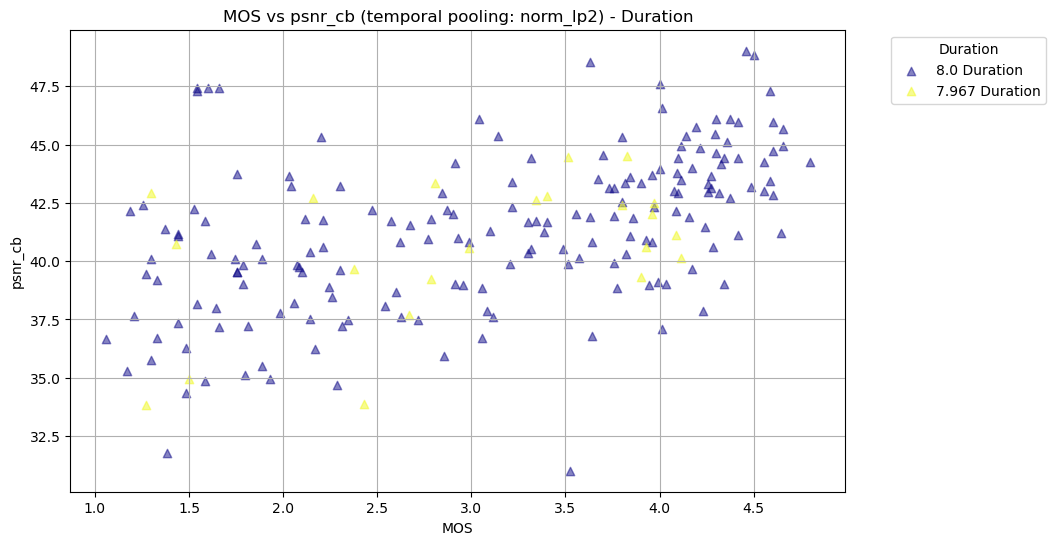 MOS vs psnr_cb (temporal pooling: norm_lp2) - Duration
Duration
8.0 Duration
7.967 Duration
47.5
45.0
42.5
40.0
37.5
35.0
32.5
psnr_cb
1.0 1.5 2.0 2.5 3.0 3.5 4.0 4.5
MOS